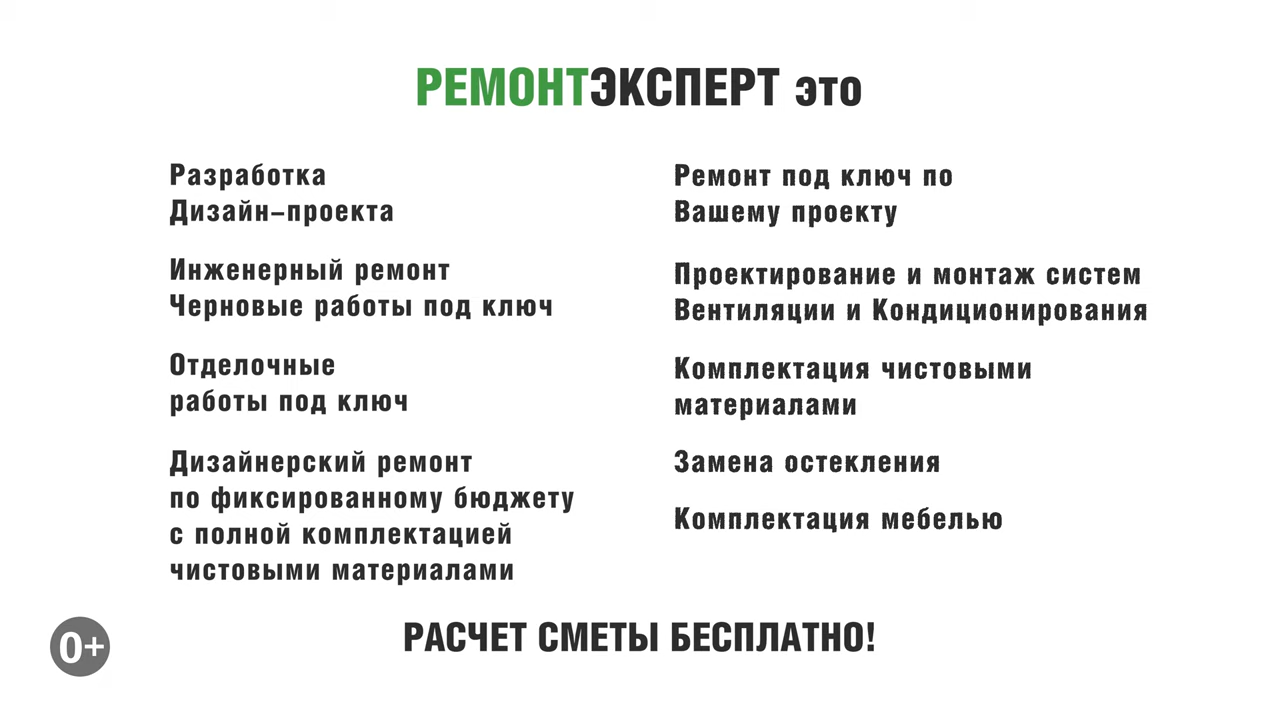 РЕМОНТЭКСПЕРТ это
Разработка
Дизайн–проекта
Инженерный ремонт
Черновые работы под ключ
Отделочные
работы под ключ
Дизайнерский ремонт
по фиксированному бюджету
с полной комплектацией
чистовыми материалами
Ремонт под ключ по
Вашему проекту
Проектирование и монтаж систем
Вентиляции и Кондиционирования
Комплектация чистовыми
материалами
Замена остекления
Комплектация мебелью
РАСЧЕТ СМЕТЫ БЕСПЛАТНО!
0+